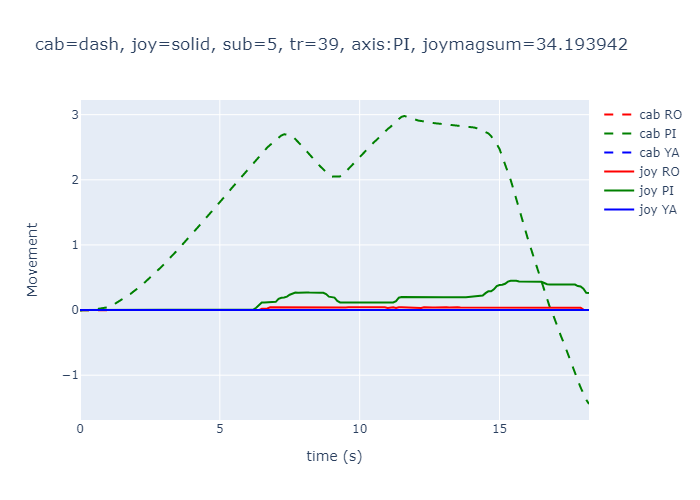 cab=dash, joy=solid, sub=5, tr=39, axis:PI, joymagsum=34.193942
3
2
1
0
−1
Movement
0
5
10
15
time (s)
cab RO
cab PI
cab YA
joy RO
joy PI
joy YA